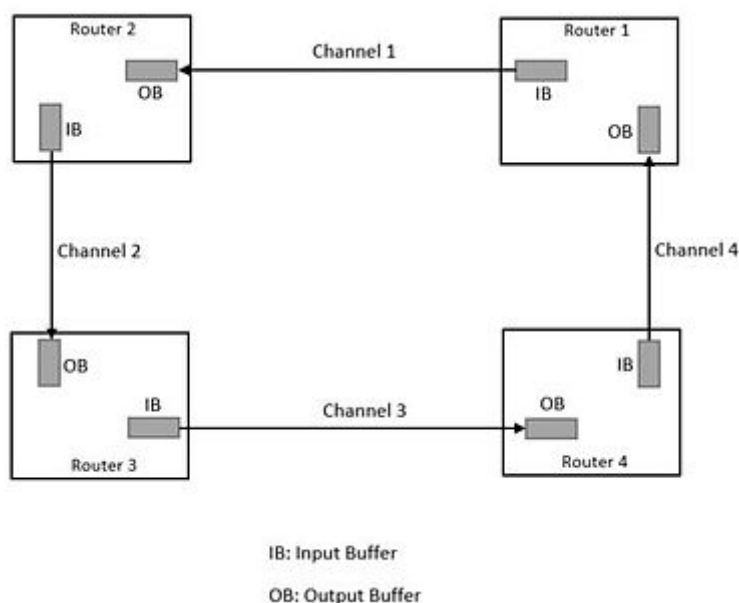 Router 2
Router 1
Channel 1
OB
IB
IB
OB
Channel 2
Channel 4
OB
IB
IB
OB
Channel 3
Router 3
Router 4
IB: Input Buffer
OB: Output Buffer